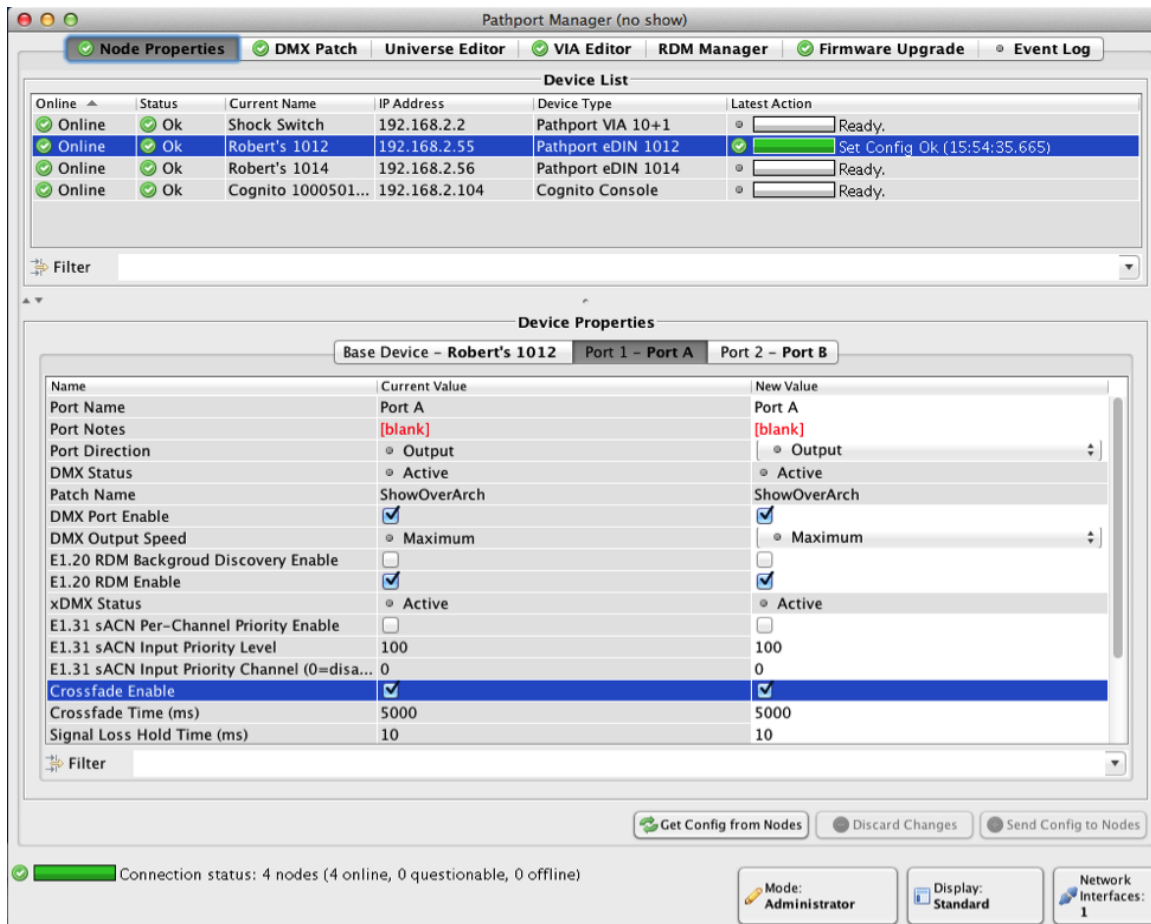 Pathport Manager (no show)
Node Properties DMX Patch Universe Editor VIA Editor RDM Manager Firmware Upgrade Event Log
Device List
Online Status Current Name IP Address Device Type Latest Action
Online Ok Shock Switch 192.168.2.2 Pathport VIA 10+1 Ready.
Online Ok Robert's 1012 192.168.2.55 Pathport eDIN 1012 Set Config Ok (15:54:35.665)
Online Ok Robert's 1014 192.168.2.56 Pathport eDIN 1014 Ready.
Online Ok Cognito 1000501... 192.168.2.104 Cognito Console Ready.
Filter
Device Properties
Base Device – Robert's 1012 Port 1 – Port A Port 2 – Port B
Name Current Value New Value
Port Name Port A Port A
Port Notes [blank] [blank]
Port Direction Output Output
DMX Status Active Active
Patch Name ShowOverArch ShowOverArch
DMX Port Enable
DMX Output Speed Maximum Maximum
E1.20 RDM Backgroud Discovery Enable
E1.20 RDM Enable
xDMX Status Active Active
E1.31 sACN Per-Channel Priority Enable
E1.31 sACN Input Priority Level 100 100
E1.31 sACN Input Priority Channel (0=disa... 0 0
Crossfade Enable
Crossfade Time (ms) 5000 5000
Signal Loss Hold Time (ms) 10 10
Filter
Get Config from Nodes Discard Changes Send Config to Nodes
Connection status: 4 nodes (4 online, 0 questionable, 0 offline)
Mode:
Administrator
Display:
Standard
Network
Interfaces:
1